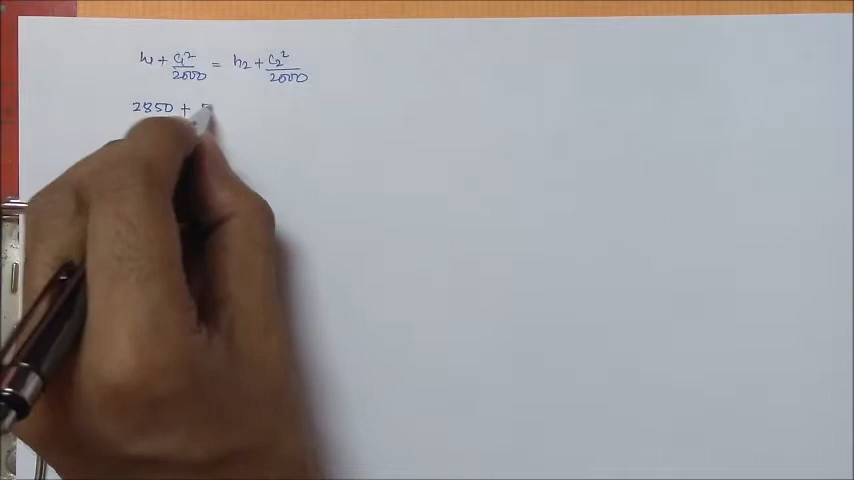 h1 + C1²/2000 = h2 + C2²/2000
2850 +